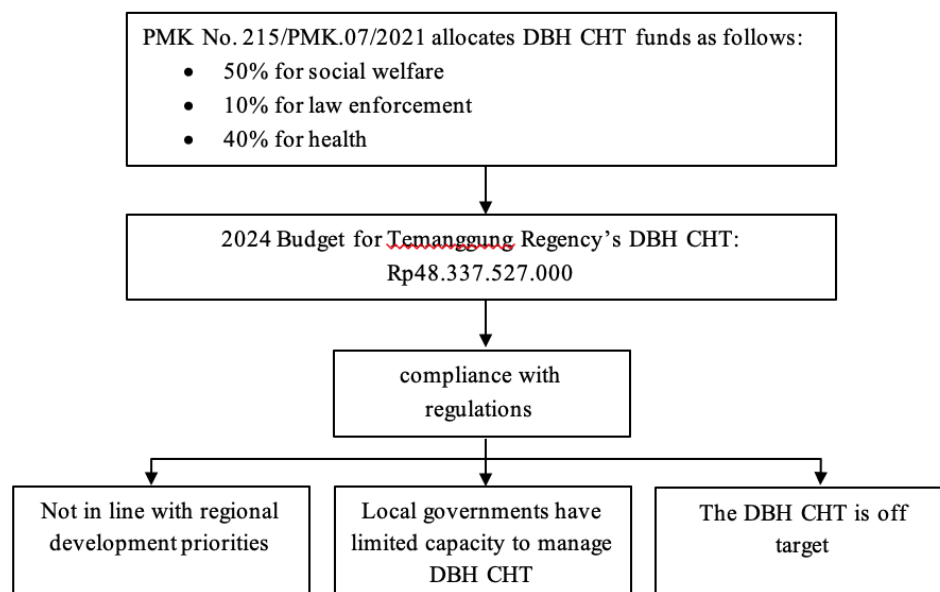 PMK No. 215/PMK.07/2021 allocates DBH CHT funds as follows:
• 50% for social welfare
• 10% for law enforcement
• 40% for health
2024 Budget for Temanggung Regency's DBH CHT:
Rp48.337.527.000
compliance with
regulations
Not in line with regional
development priorities
Local governments have
limited capacity to manage
DBH CHT
The DBH CHT is off
target